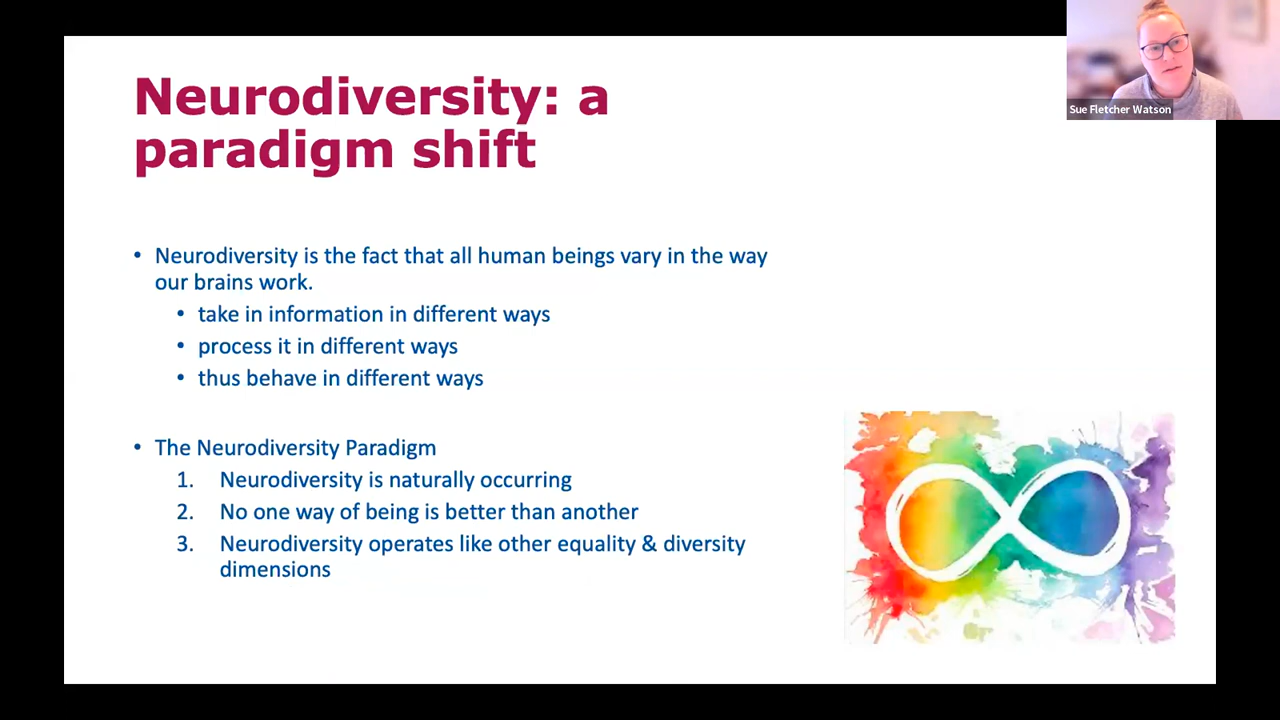 Neurodiversity: a
paradigm shift
Sue Fletcher Watson
• Neurodiversity is the fact that all human beings vary in the way
our brains work.
• take in information in different ways
• process it in different ways
• thus behave in different ways
• The Neurodiversity Paradigm
1. Neurodiversity is naturally occurring
2. No one way of being is better than another
3. Neurodiversity operates like other equality & diversity
dimensions